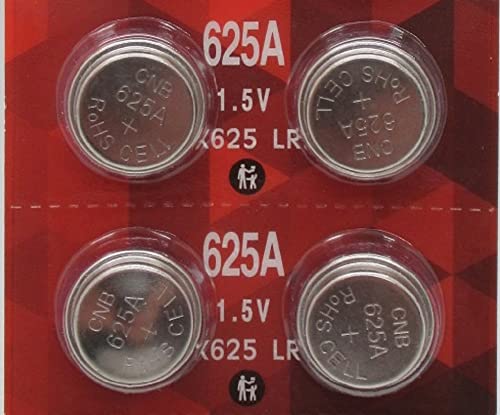 CNB
625A
+
RoHS CELL
625A
1.5V
X625 LR
RoHS CELL
+
625A
CNB
CNB
625A
+
CELL
625A
1.5V
X625 LR
CNB
625A
+
RoHS CELL